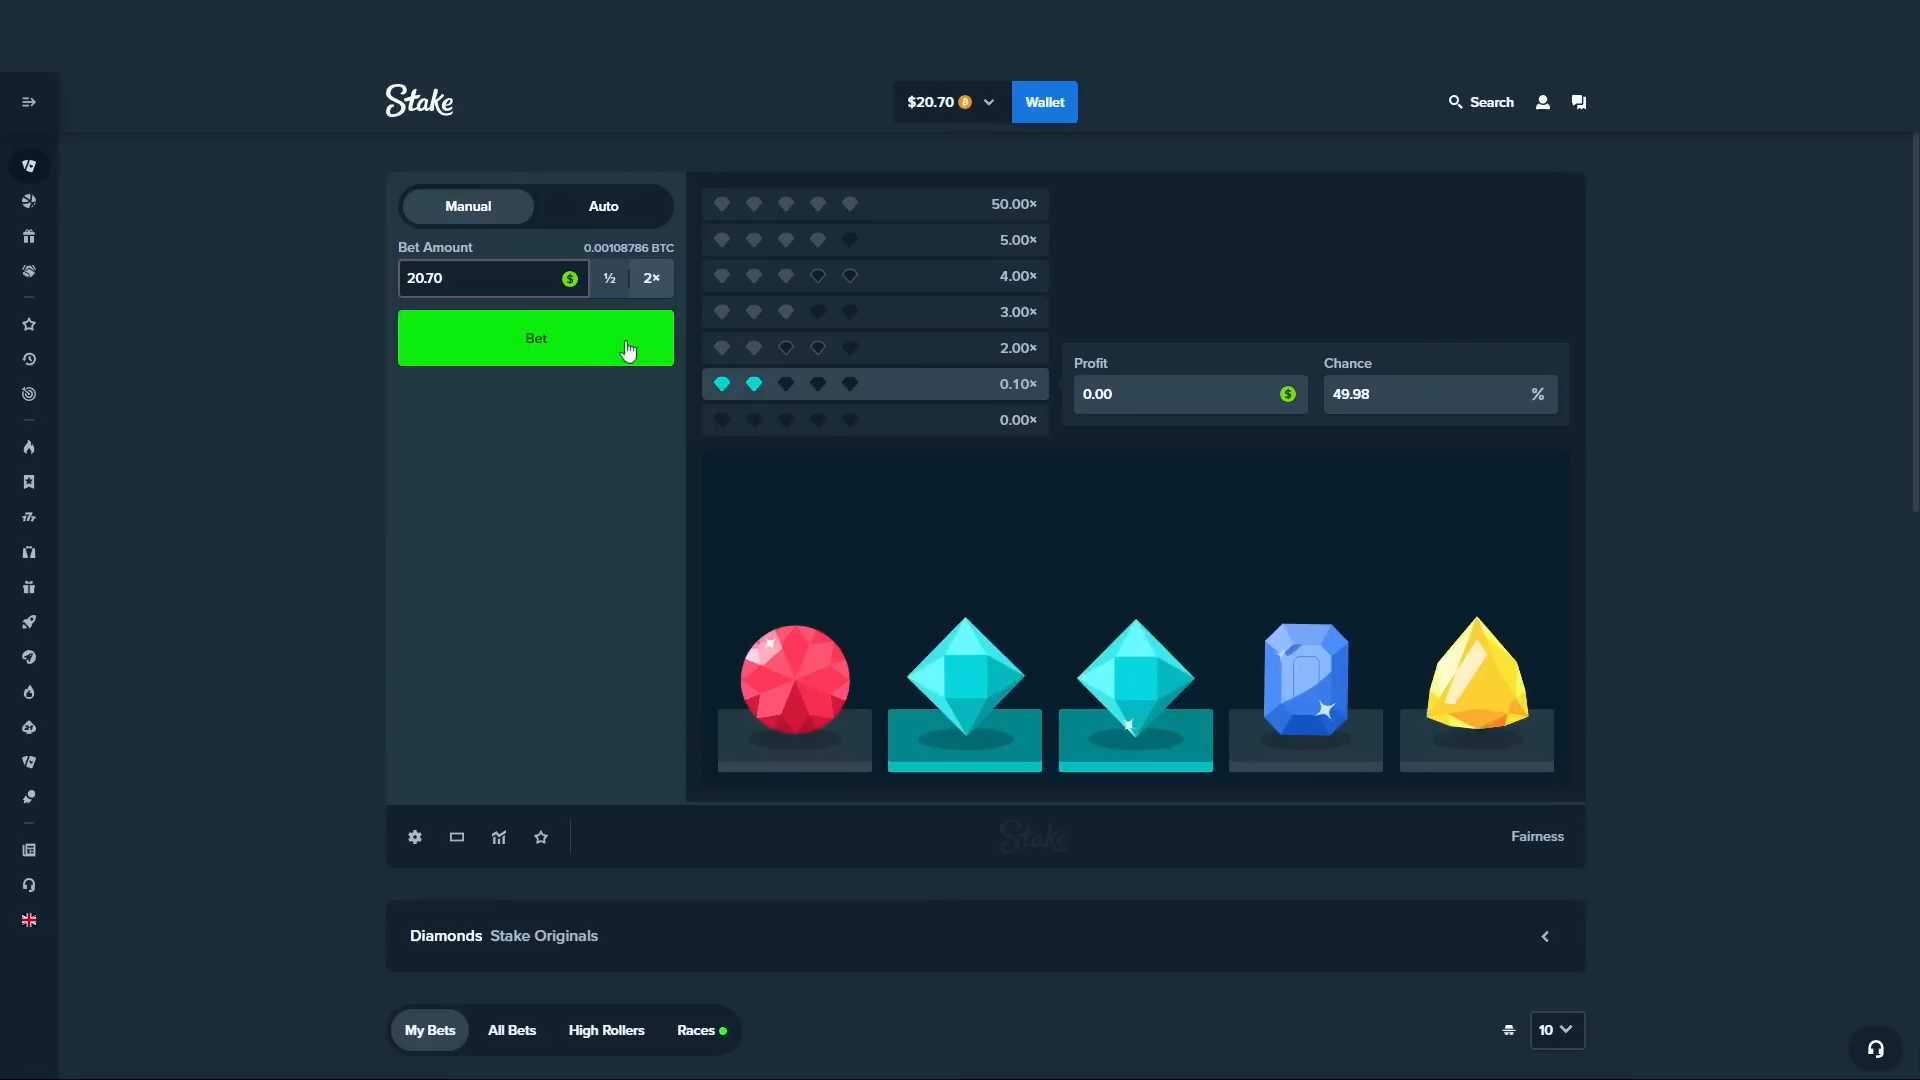 Stake
$20.70
Wallet
Search
Manual
Auto
Bet Amount
0.00108786 BTC
20.70
½
2×
Bet
50.00×
5.00×
4.00×
3.00×
2.00×
0.10×
0.00×
Profit
Chance
0.00
49.98
%
Stake
Fairness
Diamonds Stake Originals
My Bets
All Bets
High Rollers
Races
10